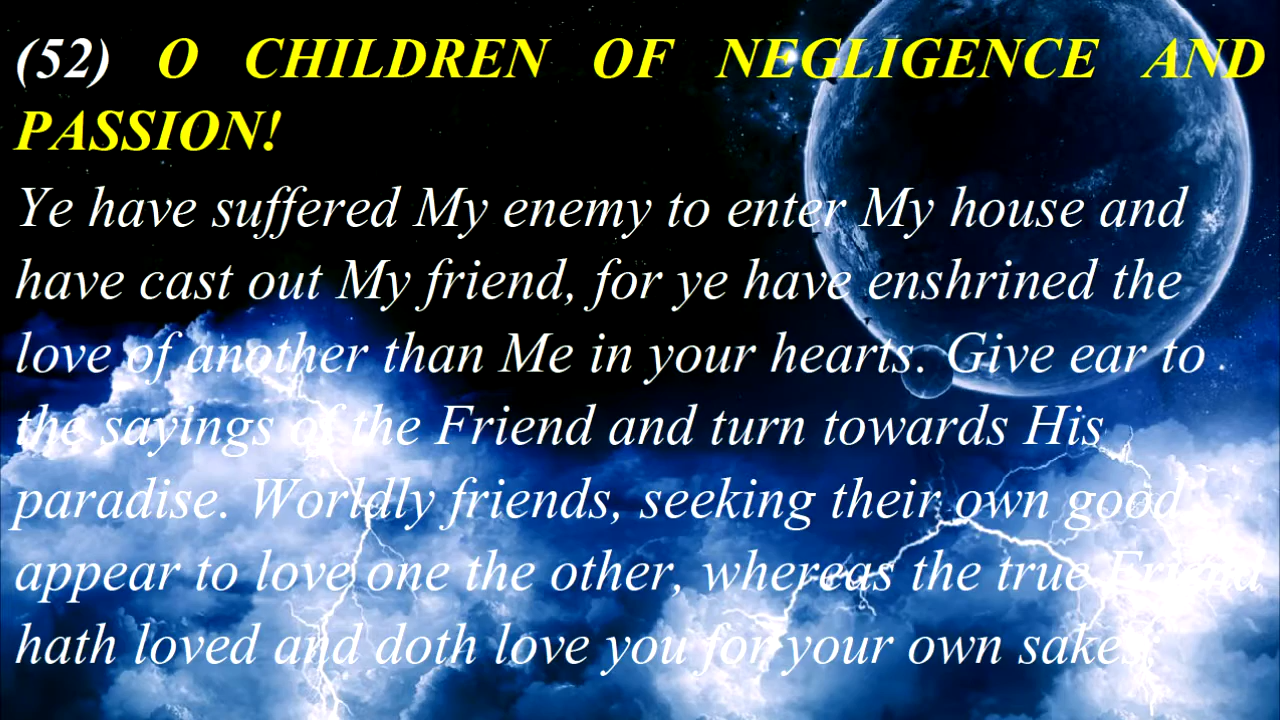 (52) O CHILDREN OF NEGLIGENCE AND
PASSION!
Ye have suffered My enemy to enter My house and
have cast out My friend, for ye have enshrined the
love of another than Me in your hearts. Give ear to
the sayings of the Friend and turn towards His
paradise. Worldly friends, seeking their own good,
appear to love one the other, whereas the true Friend
hath loved and doth love you for your own sakes;